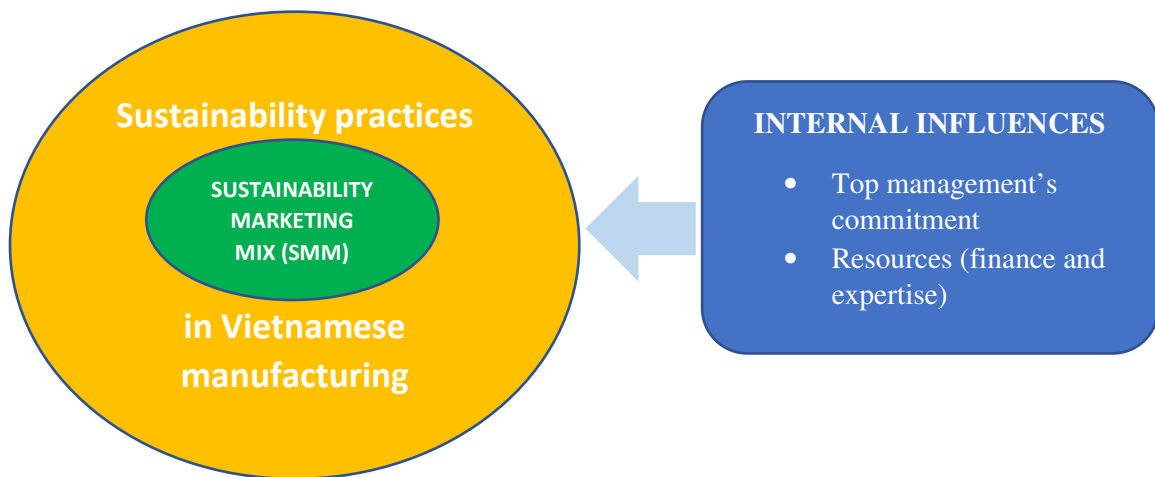 Sustainability practices
SUSTAINABILITY
MARKETING
MIX (SMM)
in Vietnamese
manufacturing
INTERNAL INFLUENCES
• Top management’s
commitment
• Resources (finance and
expertise)